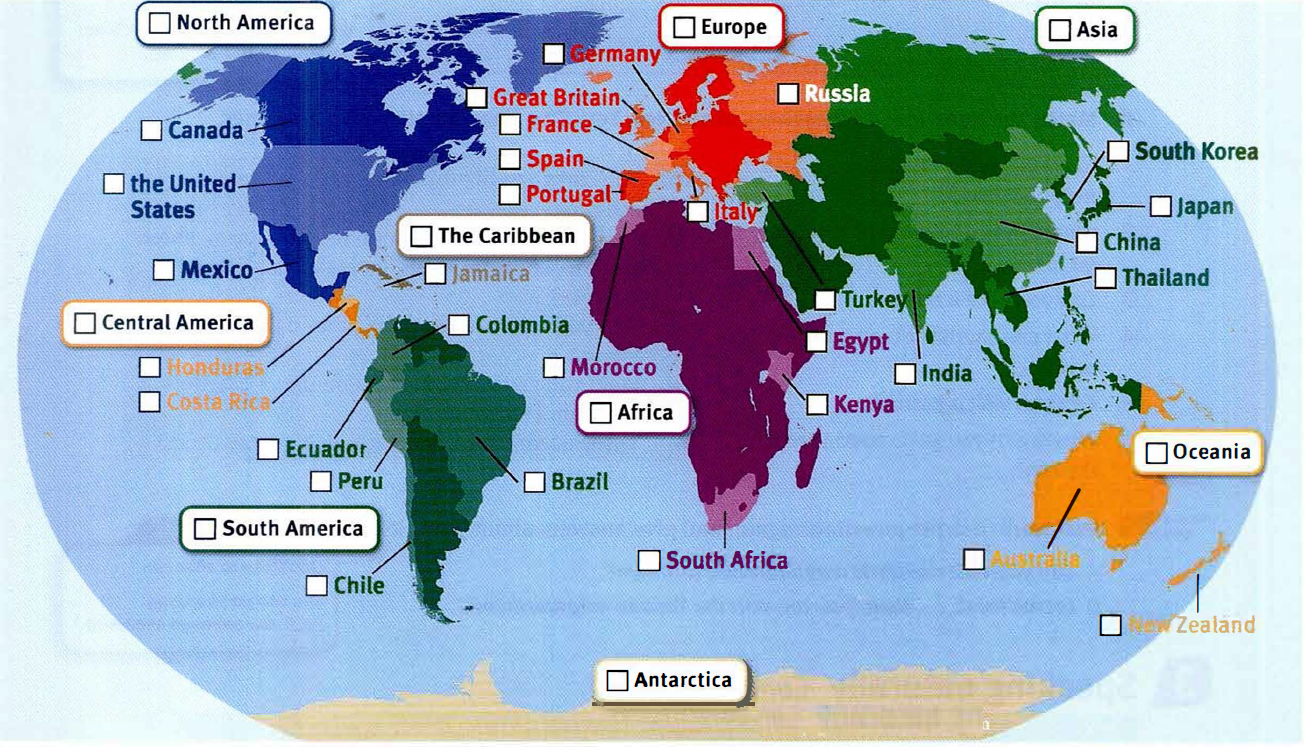 North America
Europe
Asia
Germany
Great Britain
Russia
France
Canada
Spain
South Korea
the United
States
Portugal
Italy
Japan
The Caribbean
China
Mexico
Jamaica
Thailand
Turkey
Central America
Colombia
Egypt
Honduras
Morocco
India
Costa Rica
Africa
Kenya
Ecuador
Oceania
Peru
Brazil
South America
South Africa
Australia
Chile
New Zealand
Antarctica